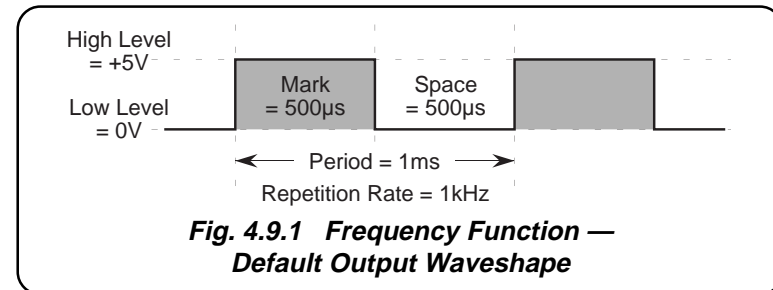 High Level
= +5V
Mark
= 500µs
Space
= 500µs
Low Level
= 0V
Period = 1ms
Repetition Rate = 1kHz
Fig. 4.9.1 Frequency Function —
Default Output Waveshape